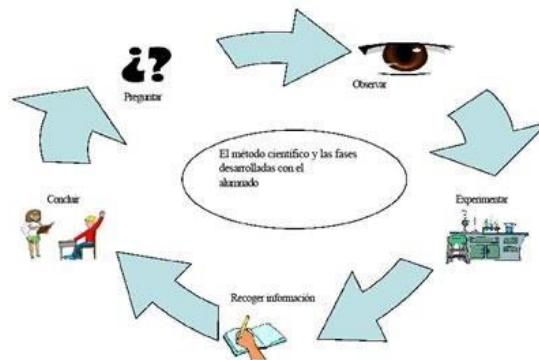 ¿?
Preguntar
Observar
El método científico y las fases
desarrolladas con el
alumnado
Experimentar
Recoger información
Concluir